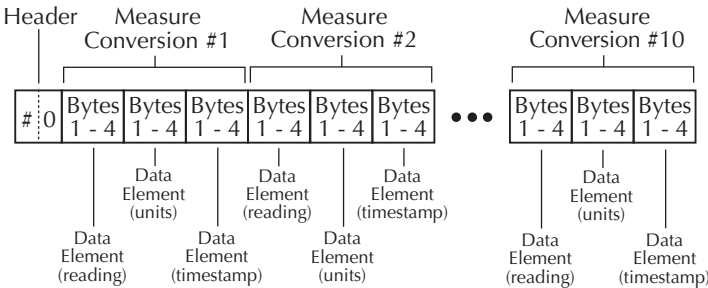 Header
Measure
Conversion #1
Measure
Conversion #2
Measure
Conversion #10
# 0
Bytes
1 - 4
Bytes
1 - 4
Bytes
1 - 4
Bytes
1 - 4
Bytes
1 - 4
Bytes
1 - 4
•••
Bytes
1 - 4
Bytes
1 - 4
Bytes
1 - 4
Data
Element
(reading)
Data
Element
(units)
Data
Element
(timestamp)
Data
Element
(reading)
Data
Element
(units)
Data
Element
(timestamp)
Data
Element
(reading)
Data
Element
(units)
Data
Element
(timestamp)